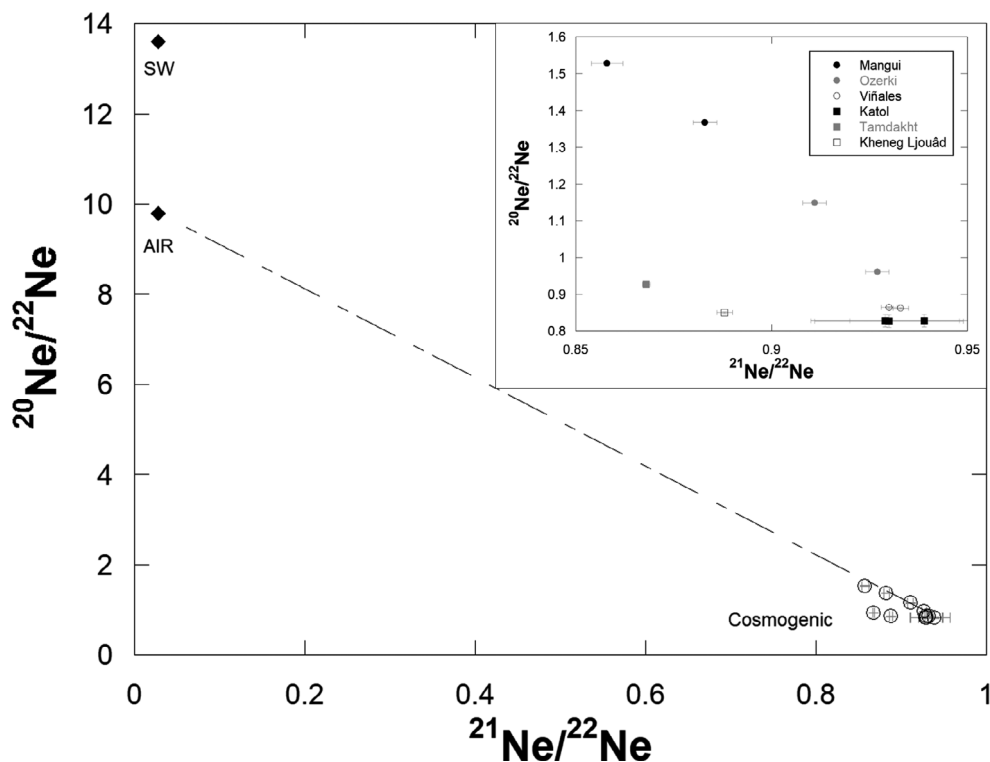 14
12
10
8
6
4
2
0
²⁰Ne/²²Ne
SW
AIR
Cosmogenic
0
0.2
0.4
0.6
0.8
1
²¹Ne/²²Ne
1.6
1.5
1.4
1.3
1.2
1.1
1
0.9
0.8
²⁰Ne/²²Ne
Mangui
Ozerki
Viñales
Katol
Tamdakht
Kheneg Ljouâd
0.85
0.9
0.95
²¹Ne/²²Ne